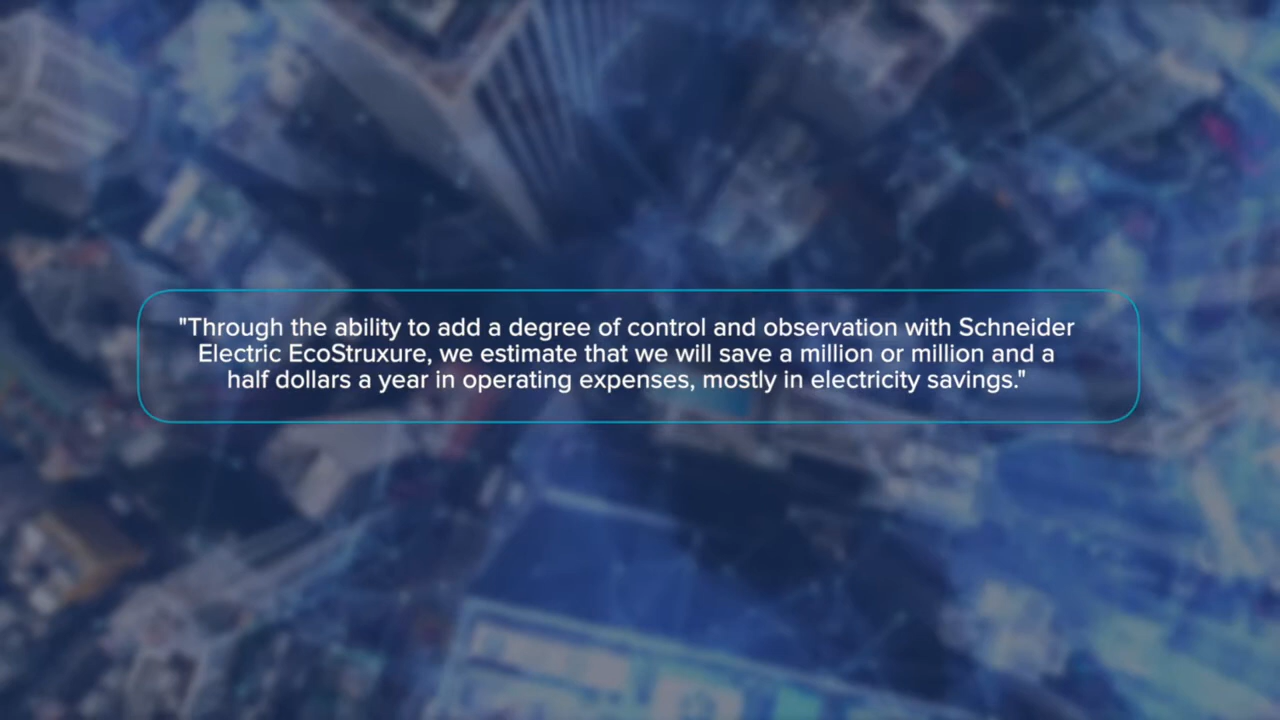 "Through the ability to add a degree of control and observation with Schneider
Electric EcoStruxure, we estimate that we will save a million or million and a
half dollars a year in operating expenses, mostly in electricity savings."